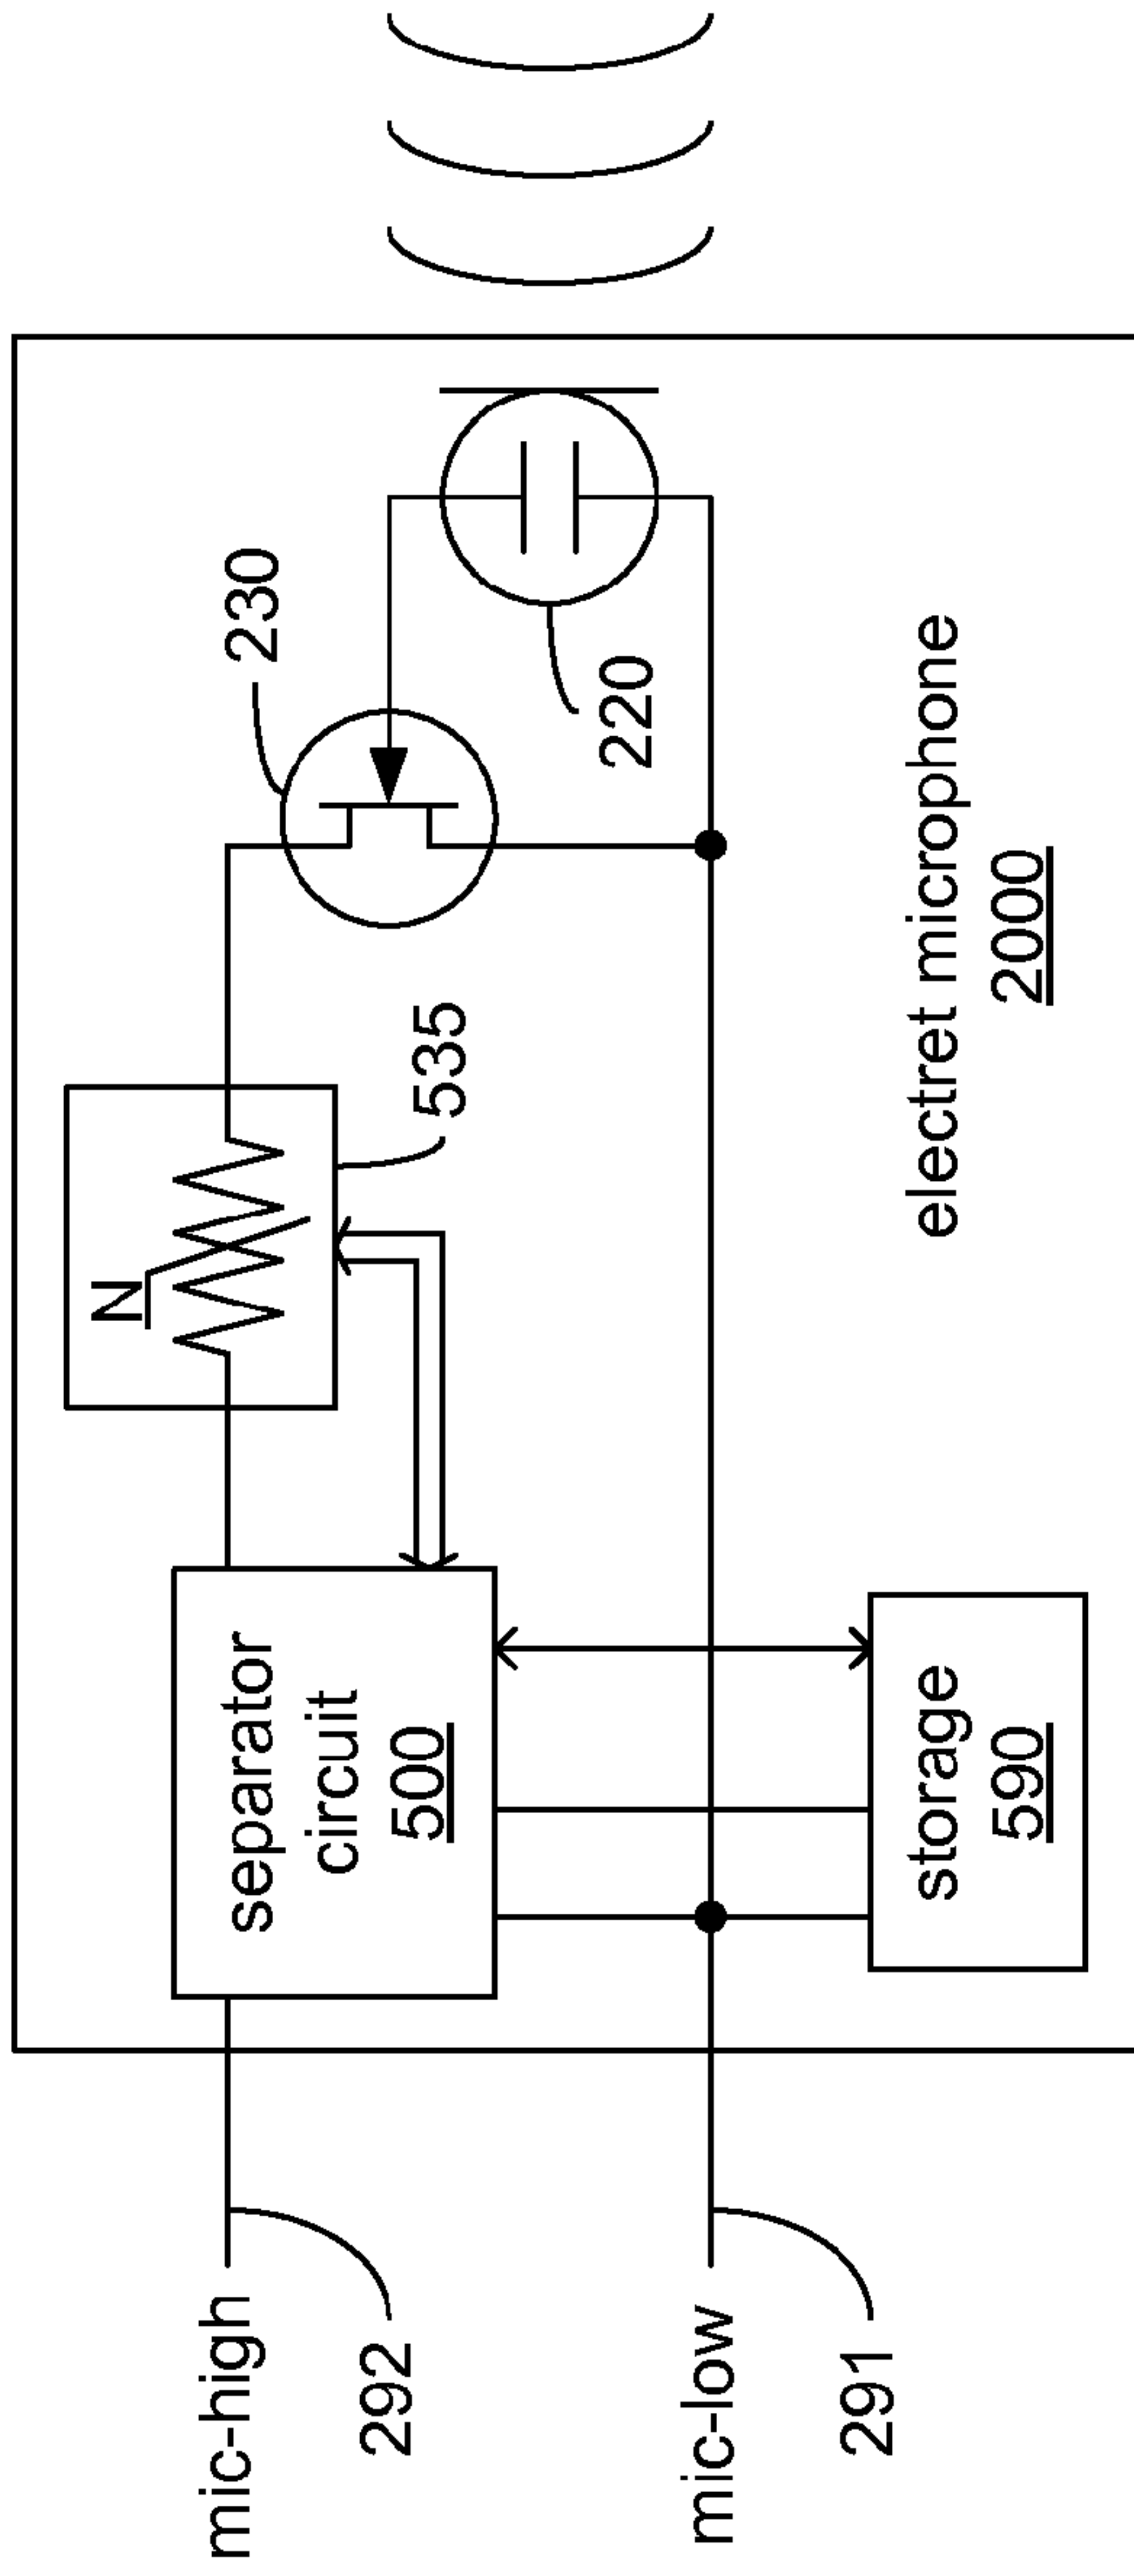 mic-high
292
mic-low
291
separator
circuit
500
storage
590
N
535
230
220
electret microphone
2000